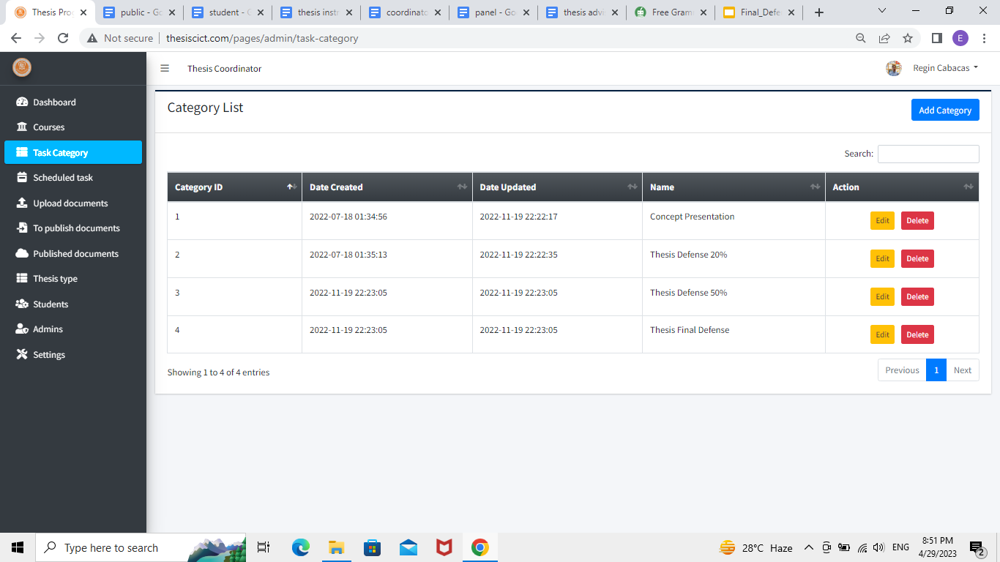 Thesis Pro
public - Go
student - G
thesis instr
coordinato
panel - Go
thesis advi
Free Gram
Final_Defe
Not secure
thesiscict.com/pages/admin/task-category
E
Thesis Coordinator
Regin Cabacas
Dashboard
Courses
Task Category
Scheduled task
Upload documents
To publish documents
Published documents
Thesis type
Students
Admins
Settings
Category List
Add Category
Search:
Category ID Date Created Date Updated Name Action
1 2022-07-18 01:34:56 2022-11-19 22:22:17 Concept Presentation Edit Delete
2 2022-07-18 01:35:13 2022-11-19 22:22:35 Thesis Defense 20% Edit Delete
3 2022-11-19 22:23:05 2022-11-19 22:23:05 Thesis Defense 50% Edit Delete
4 2022-11-19 22:23:05 2022-11-19 22:23:05 Thesis Final Defense Edit Delete
Showing 1 to 4 of 4 entries
Previous 1 Next
Type here to search
28°C Haze
ENG
8:51 PM
4/29/2023
2